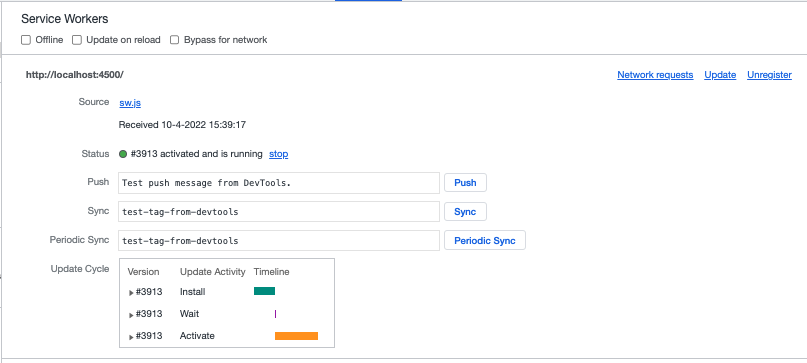 Service Workers
Offline Update on reload Bypass for network
http://localhost:4500/ Network requests Update Unregister
Source sw.js
Received 10-4-2022 15:39:17
Status #3913 activated and is running stop
Push Test push message from DevTools. Push
Sync test-tag-from-devtools Sync
Periodic Sync test-tag-from-devtools Periodic Sync
Update Cycle Version Update Activity Timeline
#3913 Install
#3913 Wait
#3913 Activate